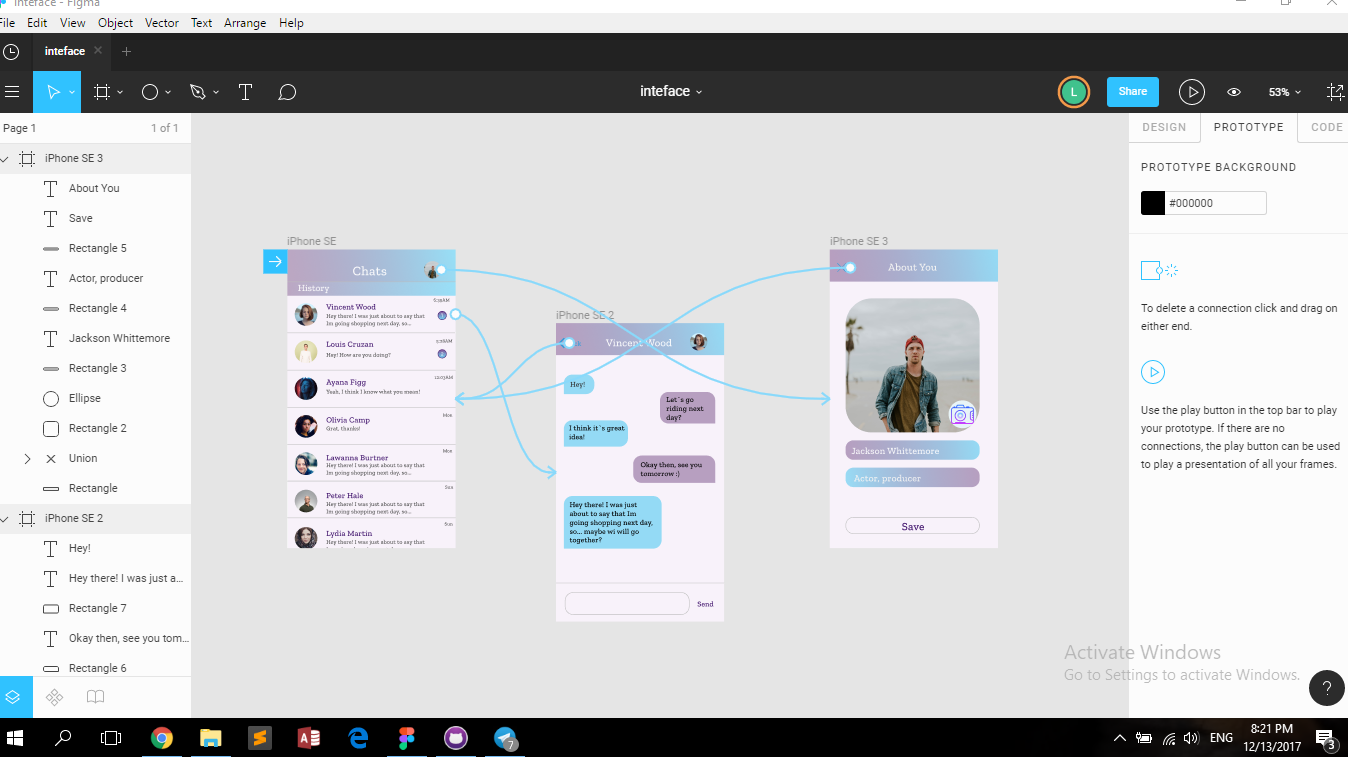 inteface - Figma
File Edit View Object Vector Text Arrange Help
inteface
T
inteface
L
Share
53%
Page 1
1 of 1
iPhone SE 3
About You
Save
Rectangle 5
Actor, producer
Rectangle 4
Jackson Whittemore
Rectangle 3
Ellipse
Rectangle 2
Union
Rectangle
iPhone SE 2
Hey!
Hey there! I was just a...
Rectangle 7
Okay then, see you tom...
Rectangle 6
iPhone SE
Chats
History
Vincent Wood
5:39AM
Hey there! I was just about to say that
Im going shopping next day, so...
Louis Cruzan
Hey! How are you doing?
Ayana Figg
12:03AM
Yeah, I think I know what you mean!
Olivia Camp
Mon
Grat, thanks!
Lawanna Burtner
Mon
Hey there! I was just about to say that
Im going shopping next day, so...
Peter Hale
Sun
Hey there! I was just about to say that
Im going shopping next day, so...
Lydia Martin
Sun
Hey there! I was just about to say that
iPhone SE 2
Vincent Wood
Hey!
Let`s go
riding next
day?
I think it`s great
idea!
Okay then, see you
tomorrow :)
Hey there! I was just
about to say that Im
going shopping next day,
so... maybe wi will go
together?
Send
iPhone SE 3
About You
Jackson Whittemore
Actor, producer
Save
DESIGN
PROTOTYPE
CODE
PROTOTYPE BACKGROUND
#000000
To delete a connection click and drag on
either end.
Use the play button in the top bar to play
your prototype. If there are no
connections, the play button can be used
to play a presentation of all your frames.
Activate Windows
Go to Settings to activate Windows.
?
7
ENG
8:21 PM
12/13/2017
3